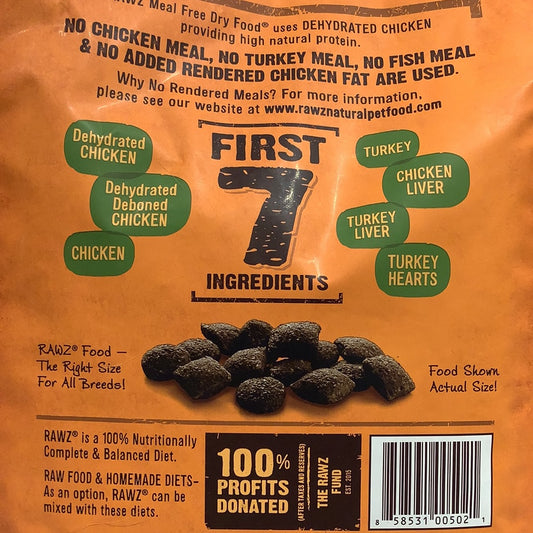 RAWZ Meal Free Dry Food® uses DEHYDRATED CHICKEN
providing high natural protein.
NO CHICKEN MEAL, NO TURKEY MEAL, NO FISH MEAL
& NO ADDED RENDERED CHICKEN FAT ARE USED.
Why No Rendered Meals? For more information,
please see our website at www.rawznaturalpetfood.com
FIRST
7
INGREDIENTS
Dehydrated
CHICKEN
Dehydrated
Deboned
CHICKEN
CHICKEN
TURKEY
CHICKEN
LIVER
TURKEY
LIVER
TURKEY
HEARTS
RAWZ® Food –
The Right Size
For All Breeds!
Food Shown
Actual Size!
RAWZ® is a 100% Nutritionally
Complete & Balanced Diet.
RAW FOOD & HOMEMADE DIETS–
As an option, RAWZ® can be
mixed with these diets.
100%
PROFITS
DONATED
(AFTER TAXES AND RESERVES)
THE RAWZ
FUND
EST. 2015
8 58531 00502 1